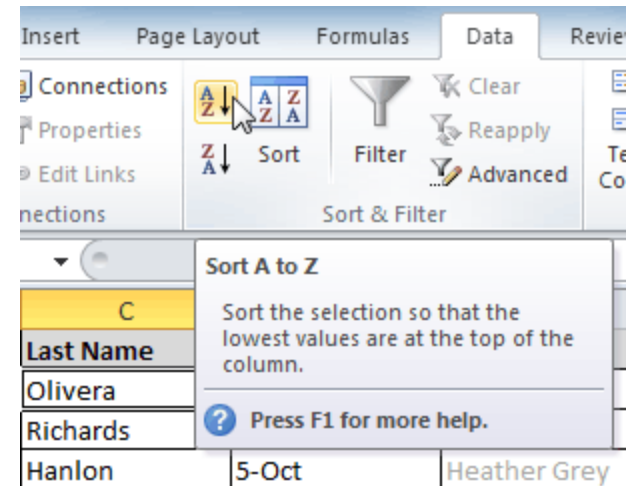 Insert Page Layout Formulas Data Review
Connections
Properties
Edit Links
nections
A Z
Z A
A Z
Z A
Sort
Filter
Clear
Reapply
Advanced
Te
Co
Sort & Filter
Sort A to Z
Sort the selection so that the
lowest values are at the top of the
column.
Press F1 for more help.
C
Last Name
Olivera
Richards
Hanlon 5-Oct Heather Grey